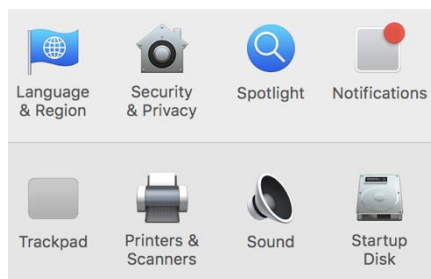 Language
& Region
Security
& Privacy
Spotlight
Notifications
Trackpad
Printers &
Scanners
Sound
Startup
Disk